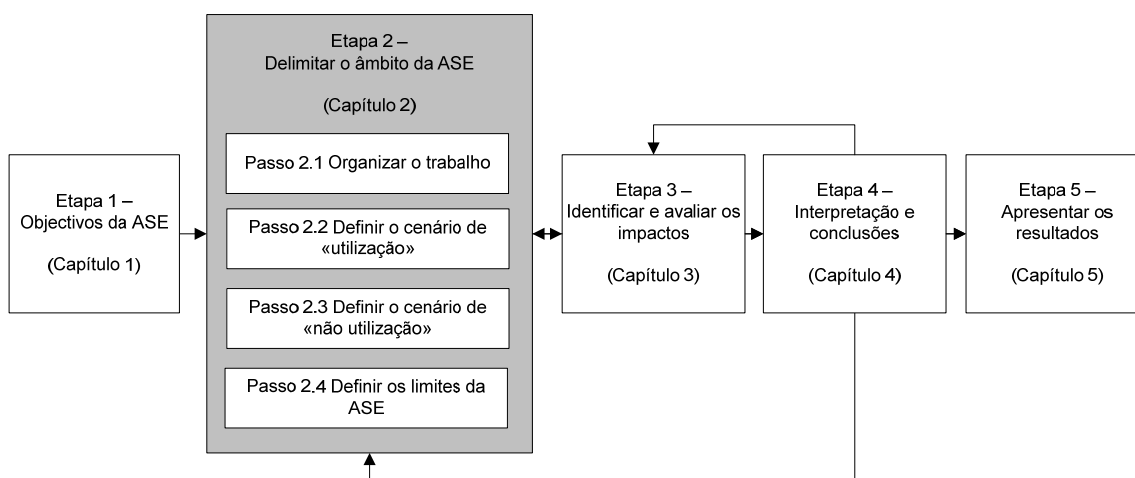 Etapa 1 –
Objectivos da ASE
(Capítulo 1)
Etapa 2 –
Delimitar o âmbito da ASE
(Capítulo 2)
Passo 2.1 Organizar o trabalho
Passo 2.2 Definir o cenário de
«utilização»
Passo 2.3 Definir o cenário de
«não utilização»
Passo 2.4 Definir os limites da
ASE
Etapa 3 –
Identificar e avaliar os
impactos
(Capítulo 3)
Etapa 4 –
Interpretação e
conclusões
(Capítulo 4)
Etapa 5 –
Apresentar os
resultados
(Capítulo 5)